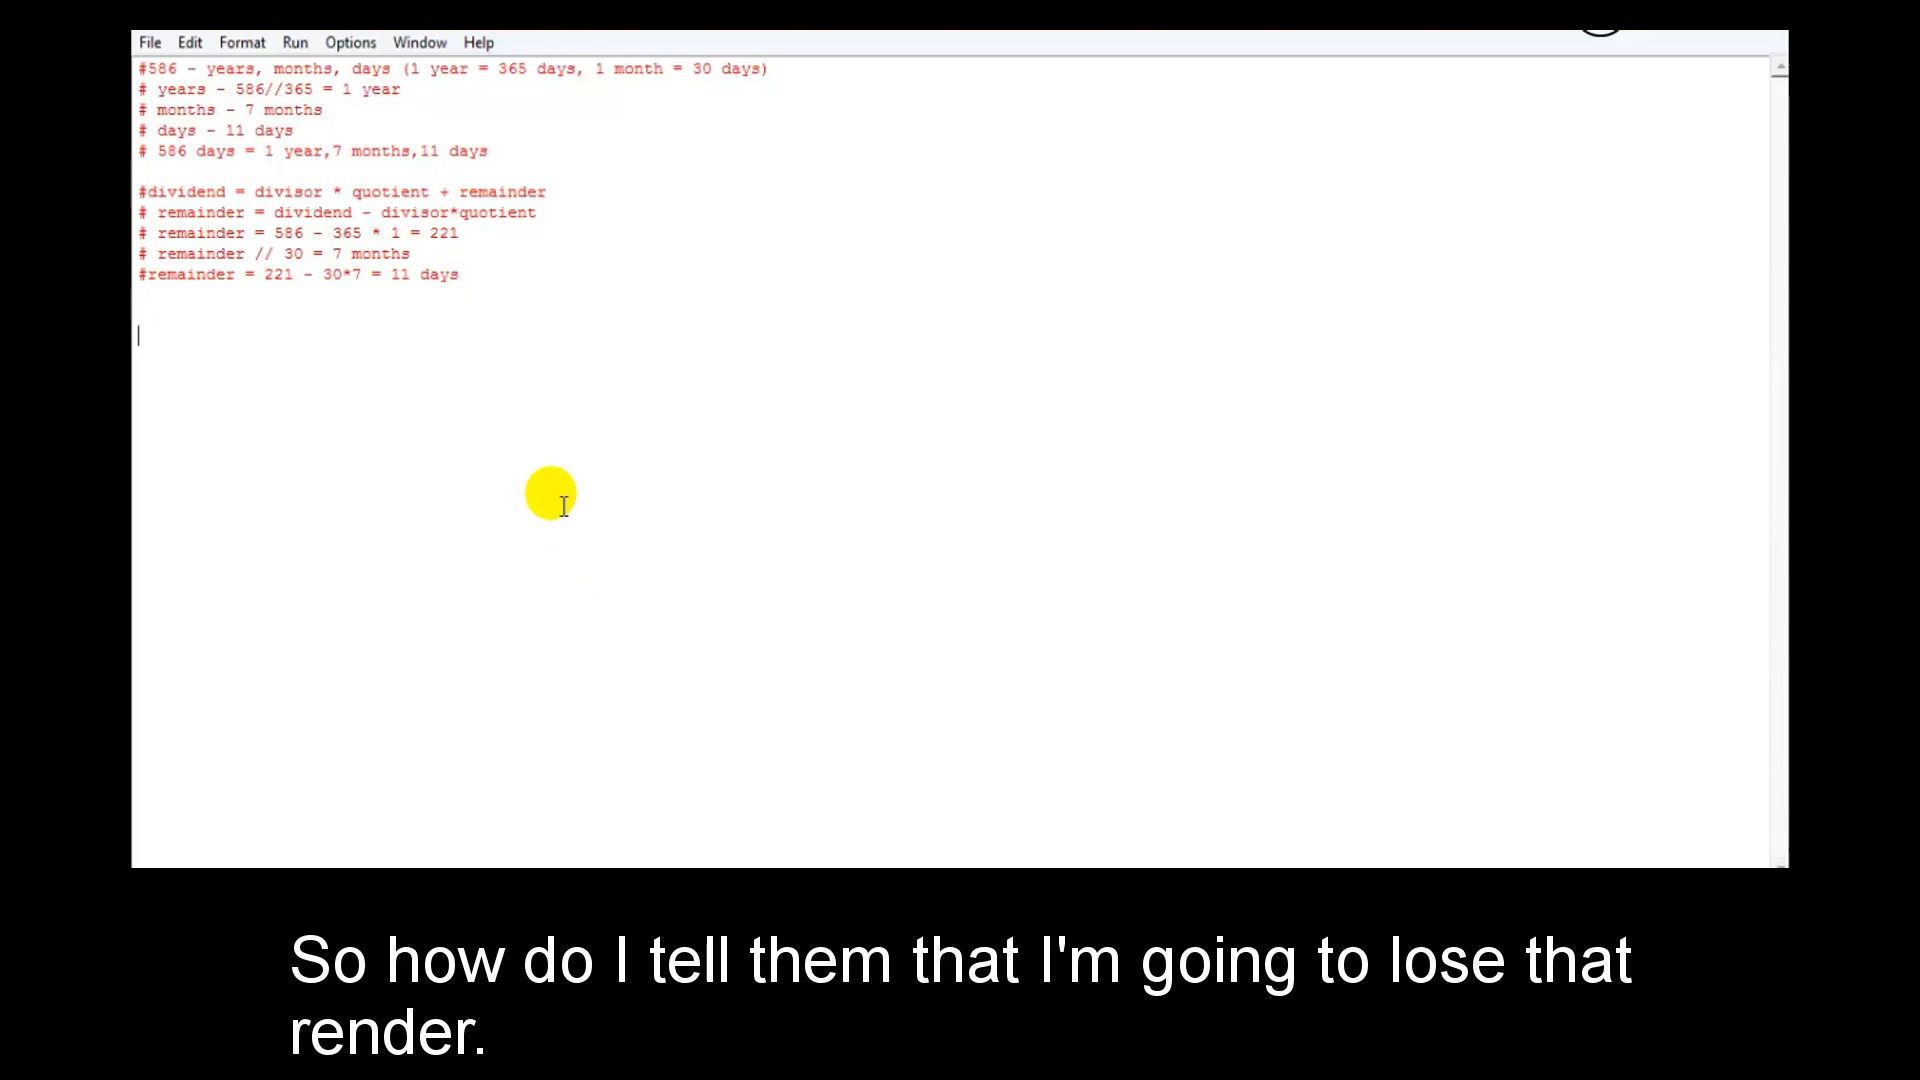 File Edit Format Run Options Window Help
#586 - years, months, days (1 year = 365 days, 1 month = 30 days)
# years - 586//365 = 1 year
# months - 7 months
# days - 11 days
# 586 days = 1 year,7 months,11 days
#dividend = divisor * quotient + remainder
# remainder = dividend - divisor*quotient
# remainder = 586 - 365 * 1 = 221
# remainder // 30 = 7 months
#remainder = 221 - 30*7 = 11 days
So how do I tell them that I'm going to lose that
render.